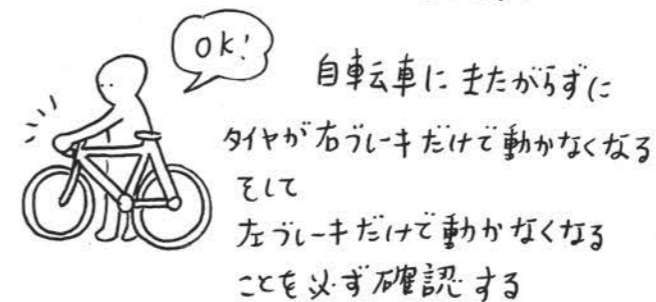 OK!
自転車にまたがらずに
タイヤが右ブレーキだけで動かなくなる
そして
左ブレーキだけで動かなくなる
ことを必ず確認する